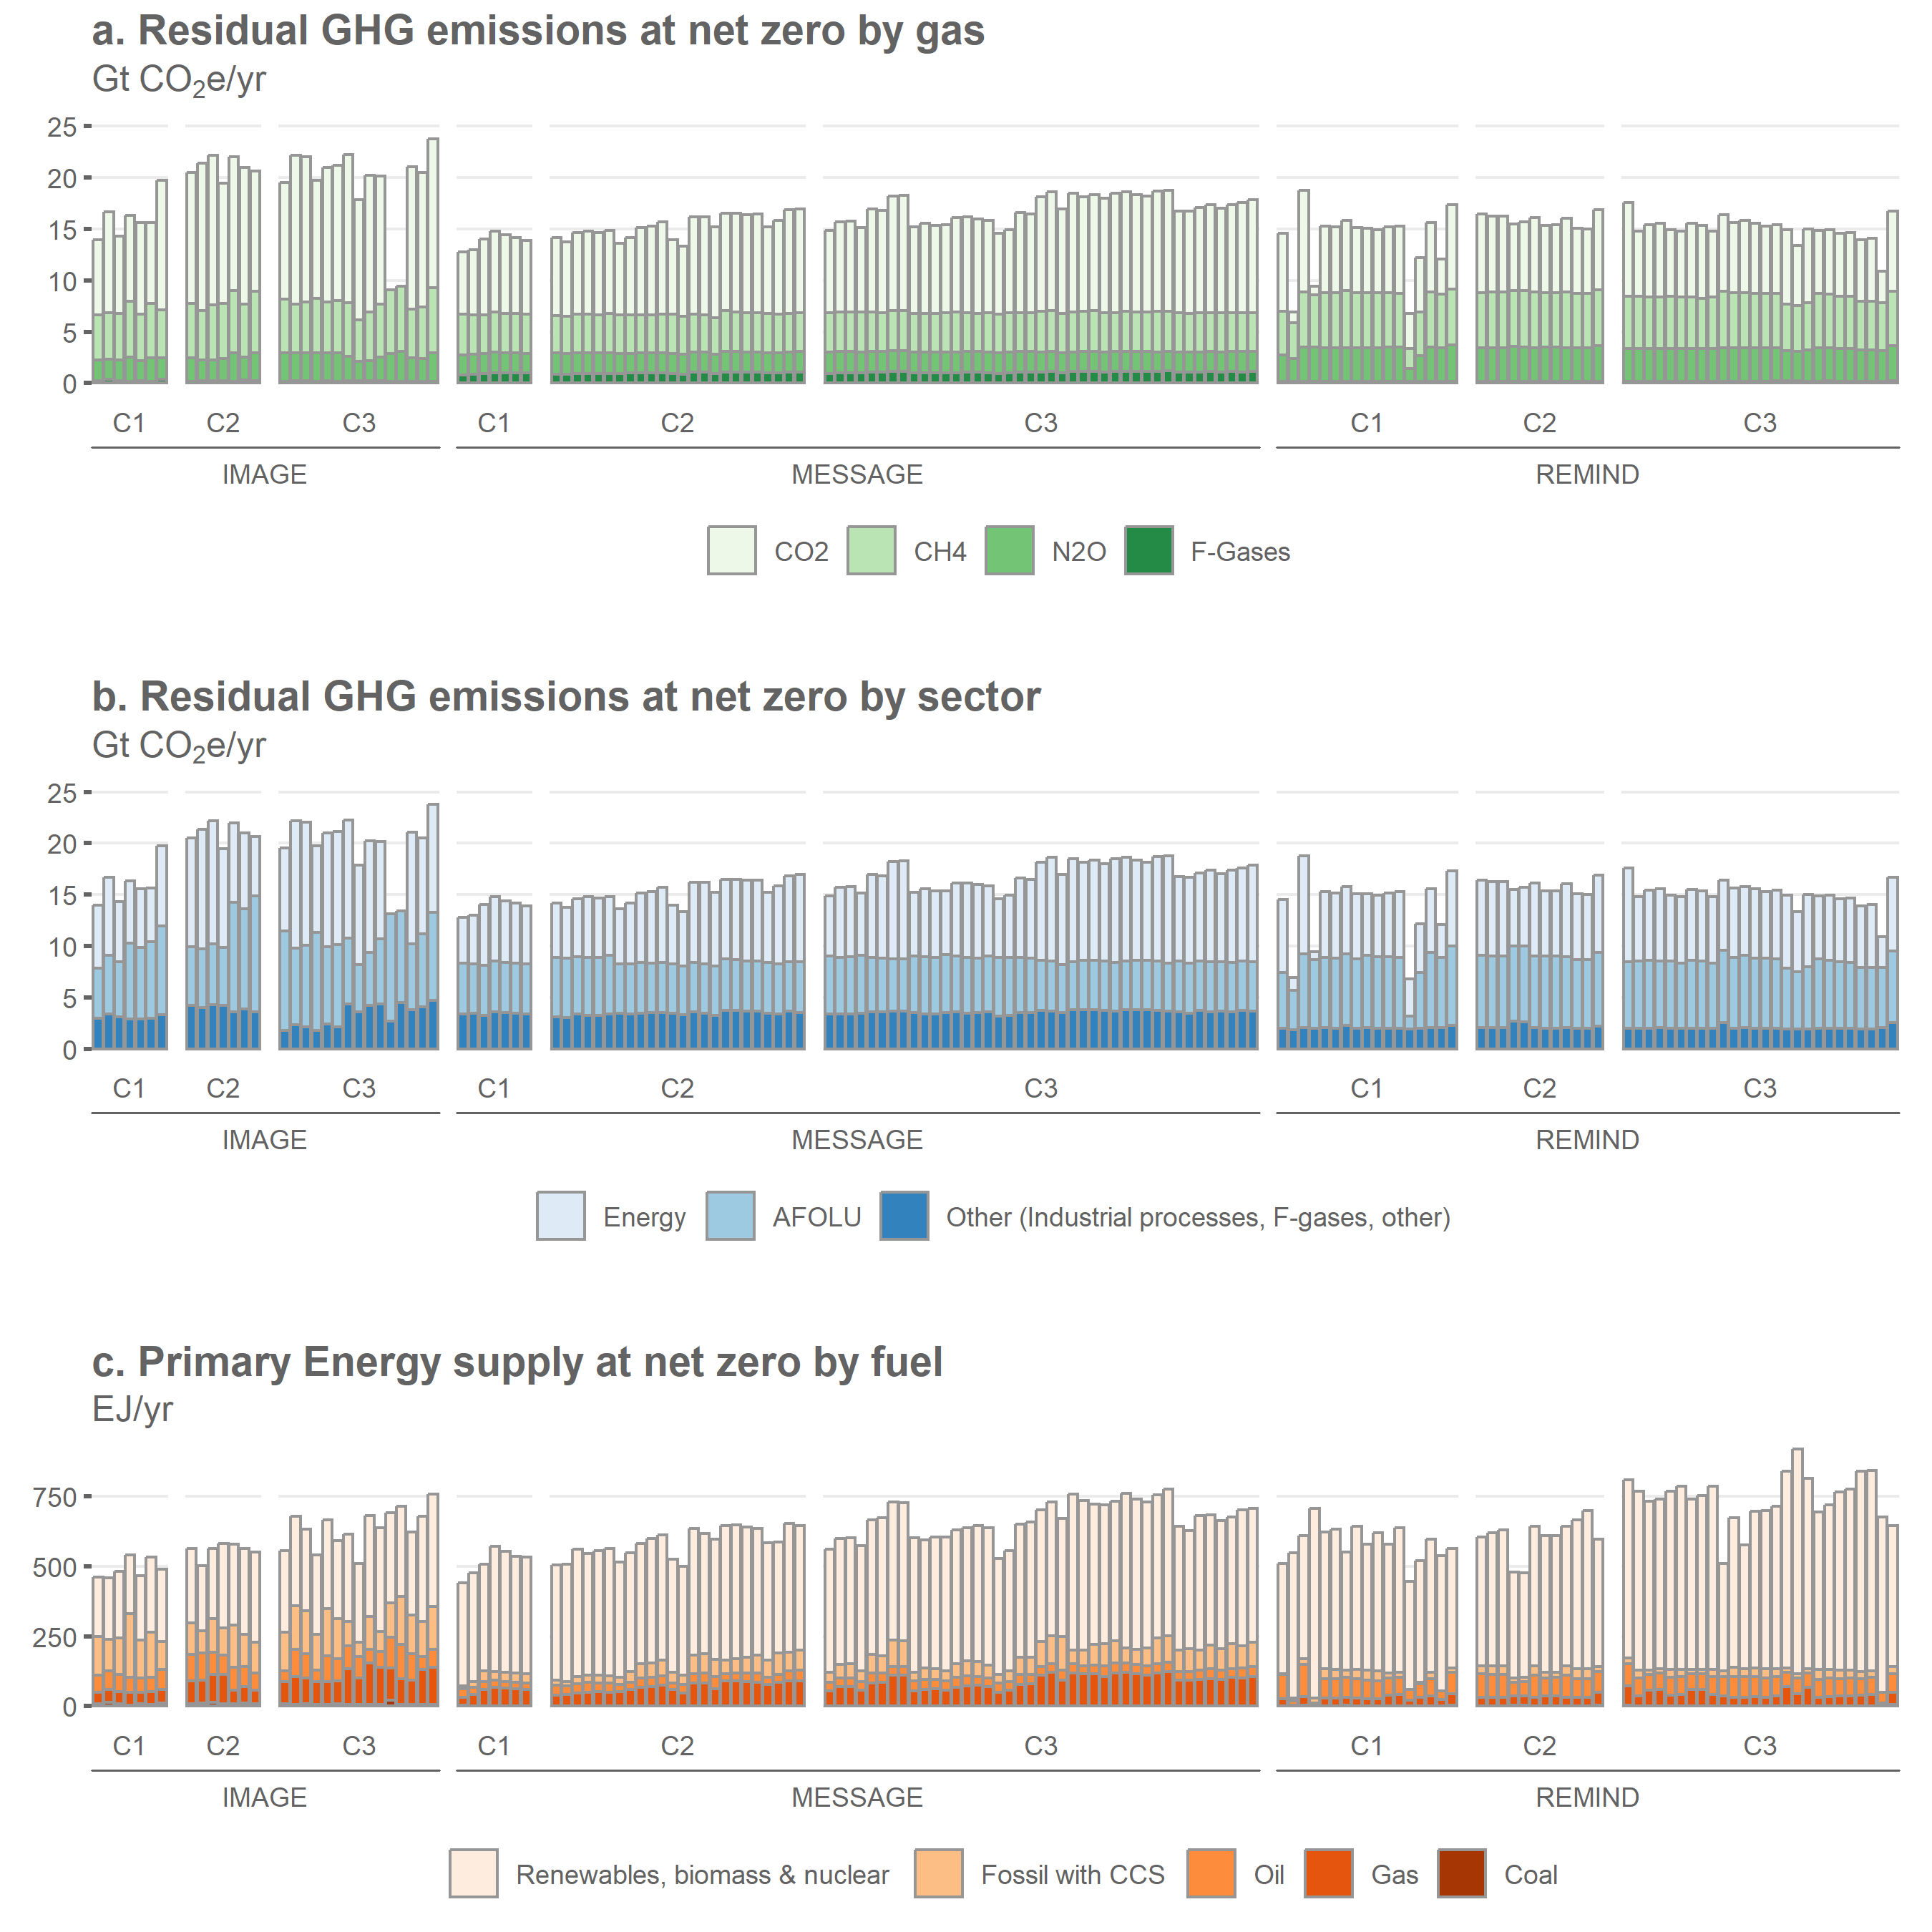 a. Residual GHG emissions at net zero by gas
Gt CO₂e/yr
25
20
15
10
5
0
C1 C2 C3 C1 C2 C3 C1 C2 C3
IMAGE MESSAGE REMIND
CO2 CH4 N2O F-Gases
b. Residual GHG emissions at net zero by sector
Gt CO₂e/yr
25
20
15
10
5
0
C1 C2 C3 C1 C2 C3 C1 C2 C3
IMAGE MESSAGE REMIND
Energy AFOLU Other (Industrial processes, F-gases, other)
c. Primary Energy supply at net zero by fuel
EJ/yr
750
500
250
0
C1 C2 C3 C1 C2 C3 C1 C2 C3
IMAGE MESSAGE REMIND
Renewables, biomass & nuclear Fossil with CCS Oil Gas Coal